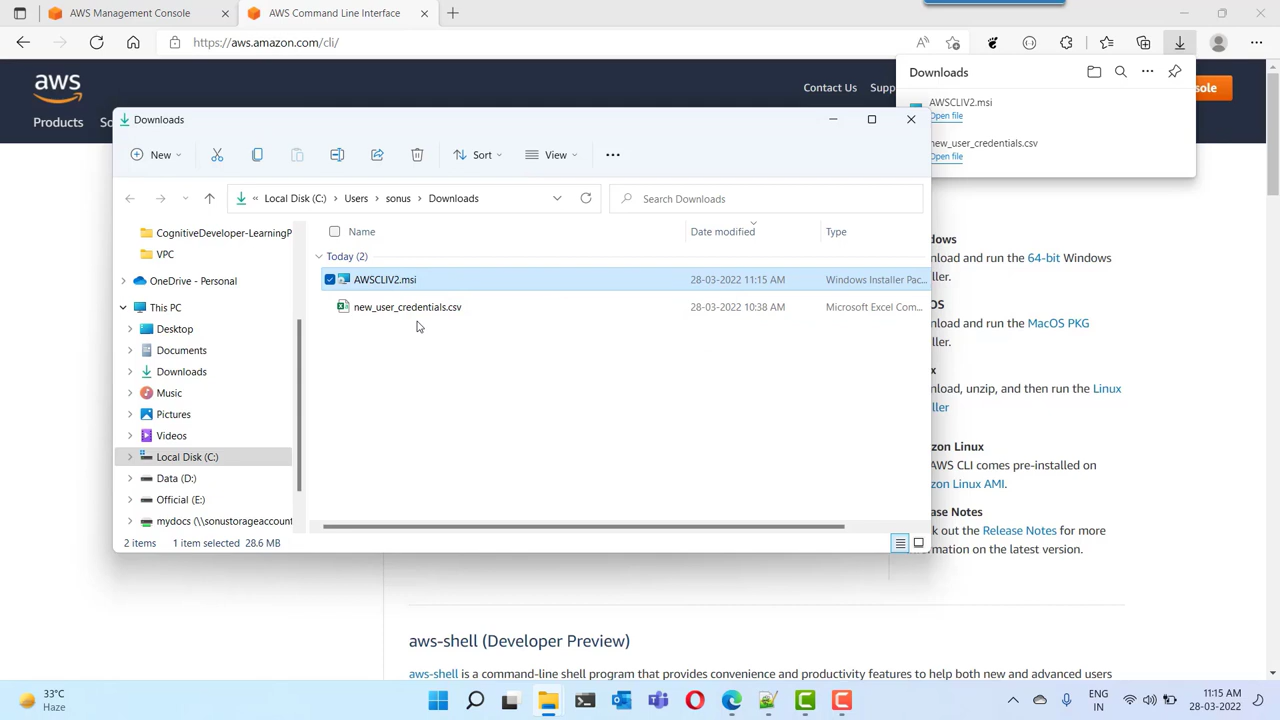 AWS Management Console
AWS Command Line Interface
https://aws.amazon.com/cli/
Downloads
AWSCLIV2.msi
Open file
new_user_credentials.csv
Open file
aws
Contact Us
Products
Downloads
New
Sort
View
Local Disk (C:)
Users
sonus
Downloads
Search Downloads
CognitiveDeveloper-LearningP
VPC
OneDrive - Personal
This PC
Desktop
Documents
Downloads
Music
Pictures
Videos
Local Disk (C:)
Data (D:)
Official (E:)
mydocs (\\sonustorageaccount
Name
Date modified
Type
Today (2)
AWSCLIV2.msi
28-03-2022 11:15 AM
Windows Installer Pac...
new_user_credentials.csv
28-03-2022 10:38 AM
Microsoft Excel Com...
2 items
1 item selected 28.6 MB
dows
nload and run the 64-bit Windows
ller.
OS
nload and run the MacOS PKG
ller.
nload, unzip, and then run the Linux
ller
zon Linux
AWS CLI comes pre-installed on
zon Linux AMI.
ase Notes
k out the Release Notes for more
rmation on the latest version.
aws-shell (Developer Preview)
aws-shell is a command-line shell program that provides convenience and productivity features to help both new and advanced users
33°C
Haze
ENG
IN
11:15 AM
28-03-2022